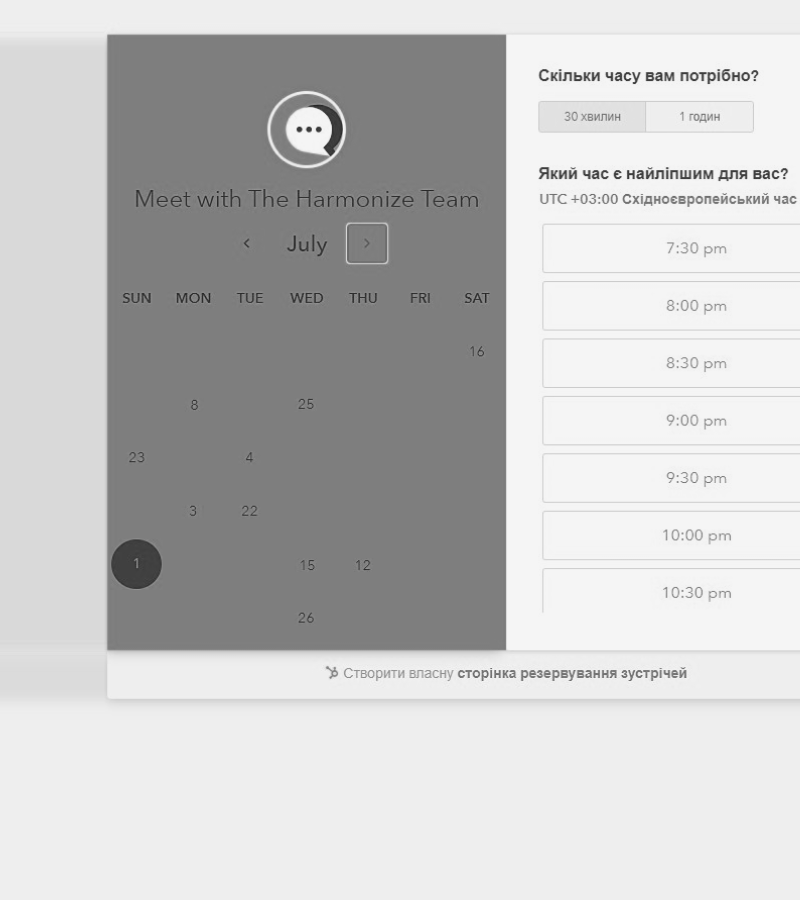 Meet with The Harmonize Team
July
SUN MON TUE WED THU FRI SAT
16
8 25
23 4
3 22
1 15 12
26
Скільки часу вам потрібно?
30 хвилин 1 годин
Який час є найліпшим для вас?
UTC +03:00 Східноєвропейський час
7:30 pm
8:00 pm
8:30 pm
9:00 pm
9:30 pm
10:00 pm
10:30 pm
Створити власну сторінка резервування зустрічей